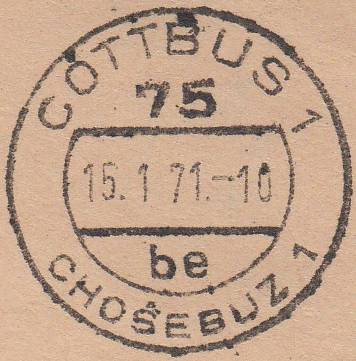 COTTBUS 1
75
15.1.71.-10
be
CHOŚEBUZ 1